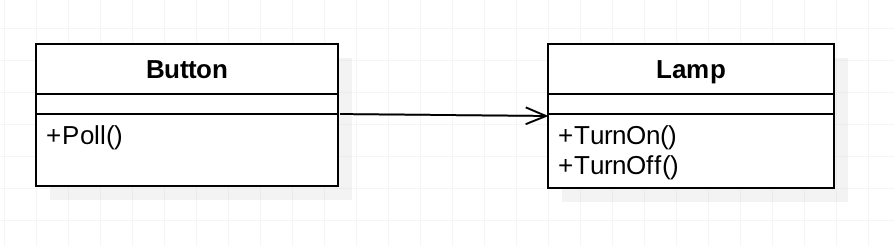 Button
+Poll()
Lamp
+TurnOn()
+TurnOff()